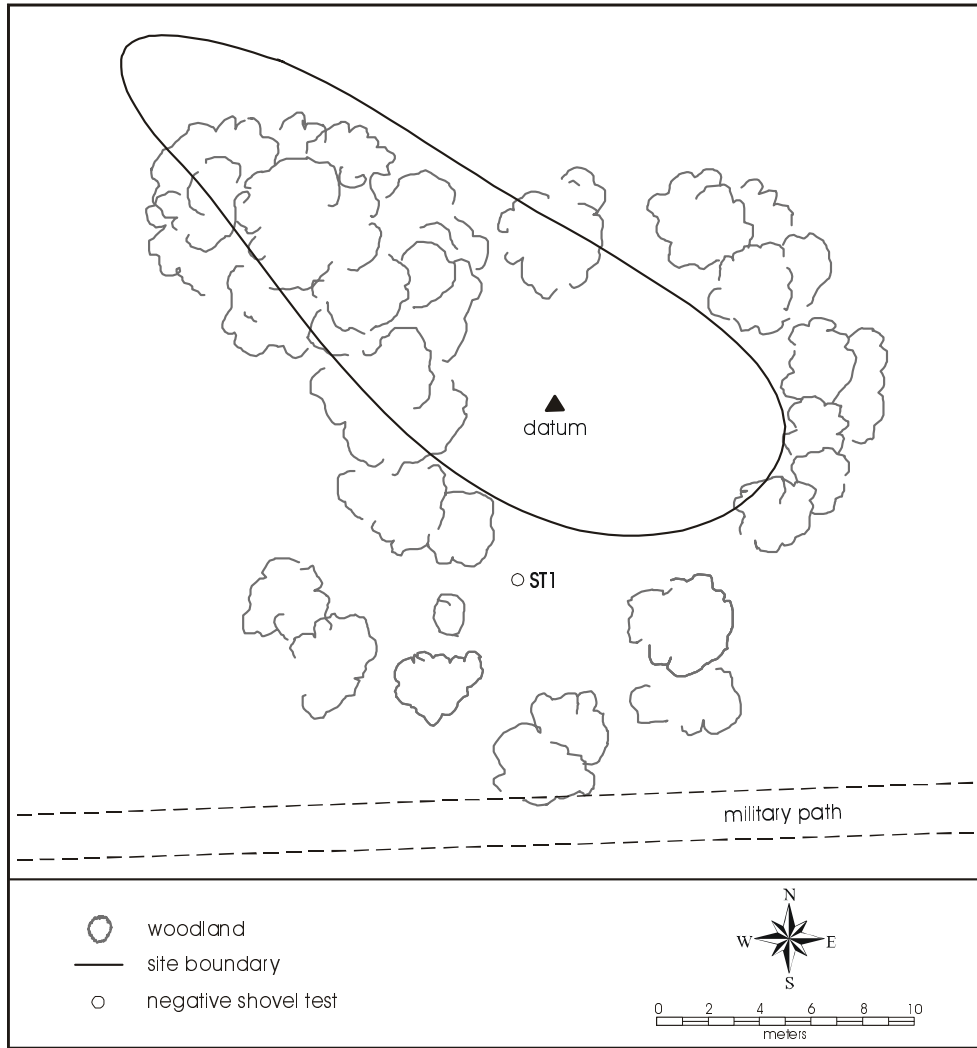 datum
ST1
military path
woodland
site boundary
negative shovel test
N
W E
S
0 2 4 6 8 10
meters